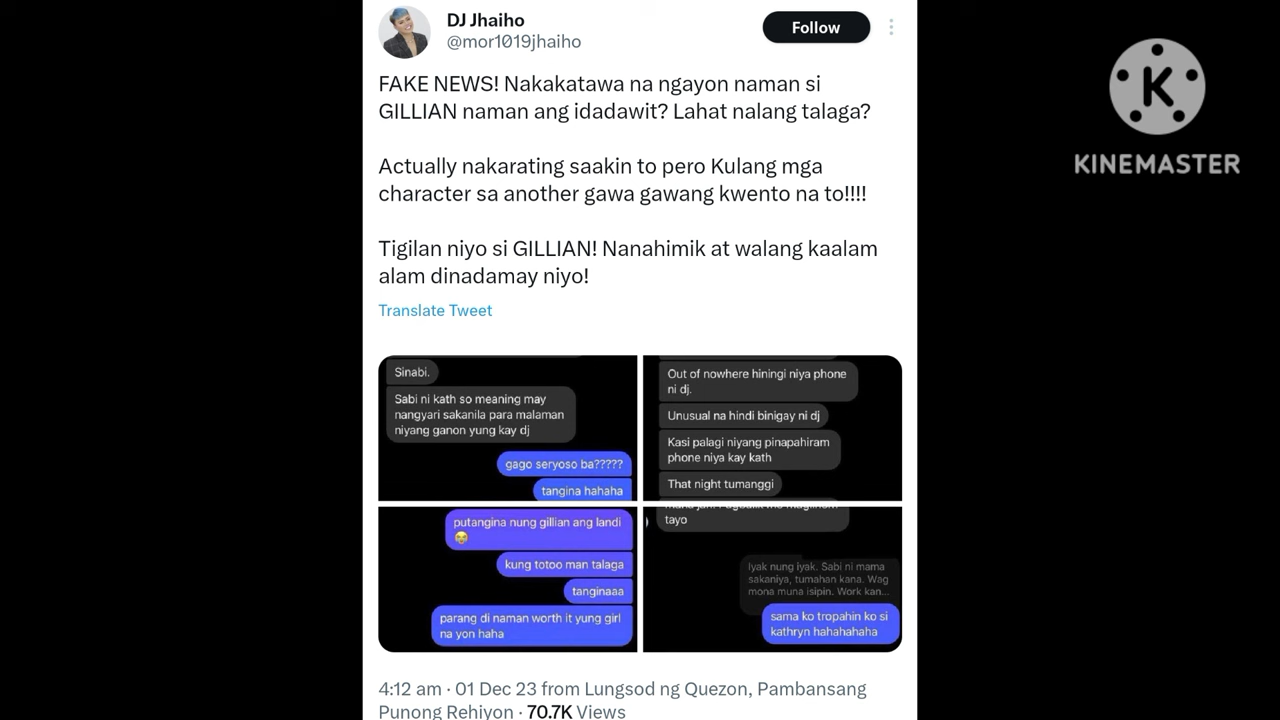 DJ Jhaiho
@mor1019jhaiho
Follow
FAKE NEWS! Nakakatawa na ngayon naman si
GILLIAN naman ang idadawit? Lahat nalang talaga?
Actually nakarating saakin to pero Kulang mga
character sa another gawa gawang kwento na to!!!!
Tigilan niyo si GILLIAN! Nanahimik at walang kaalam
alam dinadamay niyo!
Translate Tweet
Sinabi.
Sabi ni kath so meaning may
nangyari sakanila para malaman
niyang ganon yung kay dj
gago seryoso ba?????
tangina hahaha
Out of nowhere hiningi niya phone
ni dj.
Unusual na hindi binigay ni dj
Kasi palagi niyang pinapahiram
phone niya kay kath
That night tumanggi
putangina nung gillian ang landi
😭
kung totoo man talaga
tanginaaa
parang di naman worth it yung girl
na yon haha
tayo
Iyak nung iyak. Sabi ni mama
sakaniya, tumahan kana. Wag
mona muna isipin. Work kan...
sama ko tropahin ko si
kathryn hahahahaha
4:12 am · 01 Dec 23 from Lungsod ng Quezon, Pambansang
Punong Rehiyon · 70.7K Views
K
KINEMASTER